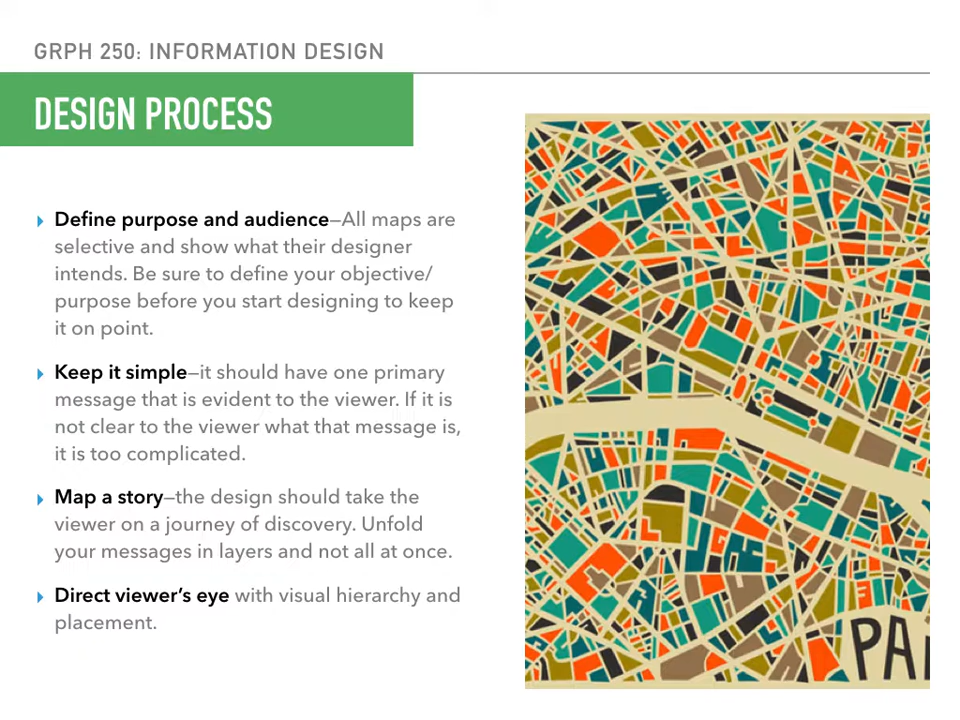 GRPH 250: INFORMATION DESIGN
DESIGN PROCESS
Define purpose and audience—All maps are
selective and show what their designer
intends. Be sure to define your objective/
purpose before you start designing to keep
it on point.
Keep it simple—it should have one primary
message that is evident to the viewer. If it is
not clear to the viewer what that message is,
it is too complicated.
Map a story—the design should take the
viewer on a journey of discovery. Unfold
your messages in layers and not all at once.
Direct viewer's eye with visual hierarchy and
placement.
PA